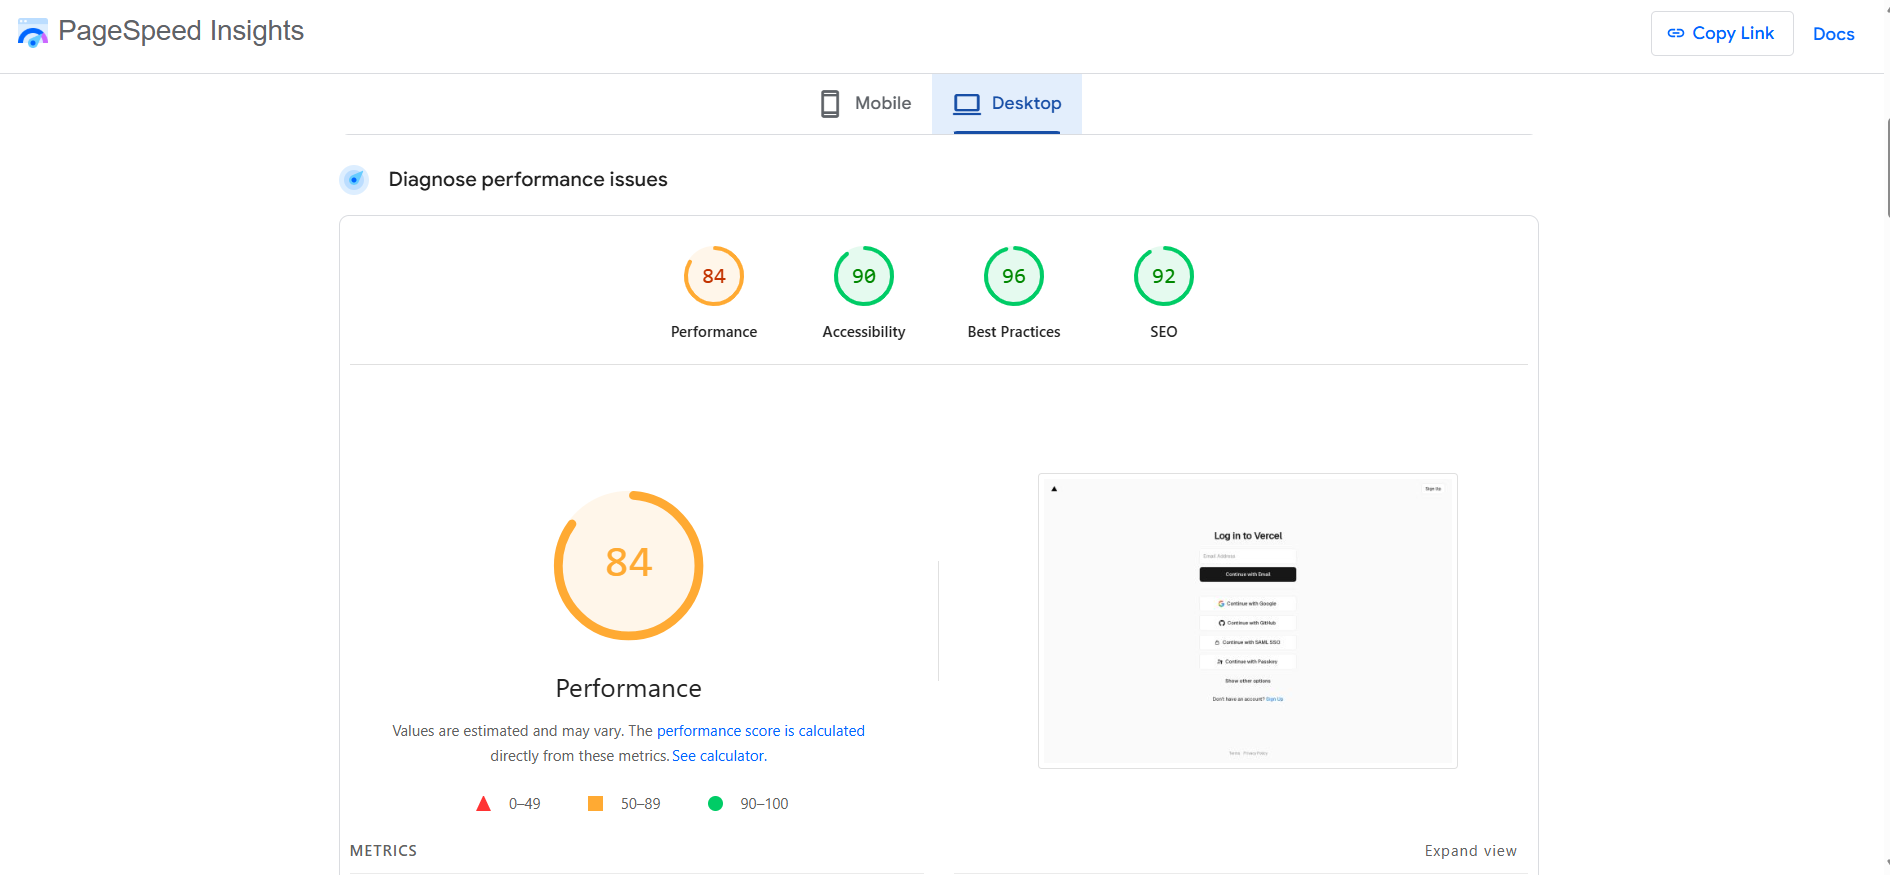 PageSpeed Insights
Copy Link
Docs
Mobile
Desktop
Diagnose performance issues
84
90
96
92
Performance
Accessibility
Best Practices
SEO
84
Performance
Values are estimated and may vary. The performance score is calculated
directly from these metrics. See calculator.
0–49
50–89
90–100
Sign Up
Log in to Vercel
Email Address
Continue with Email
Continue with Google
Continue with GitHub
Continue with SAML SSO
Continue with Passkey
Show other options
Don't have an account? Sign Up
Terms Privacy Policy
METRICS
Expand view